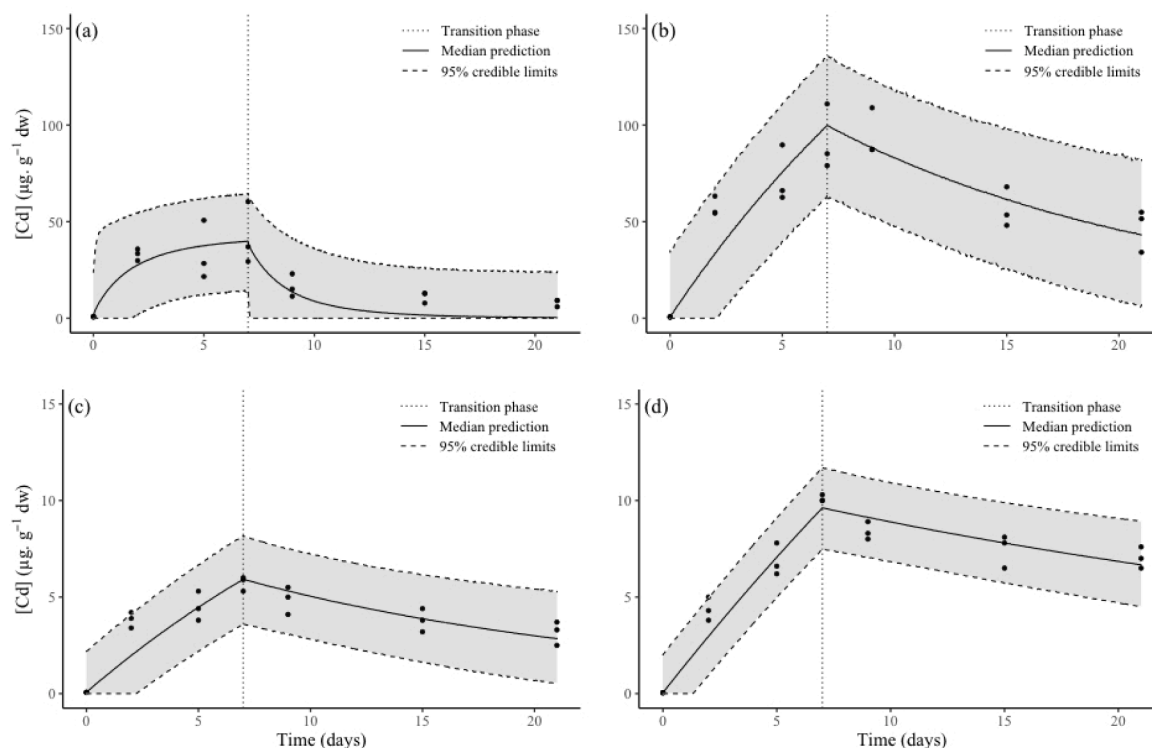 (a)
Transition phase
Median prediction
95% credible limits
150
100
50
0
0 5 10 15 20
[Cd] (µg. g⁻¹ dw)
(b)
Transition phase
Median prediction
95% credible limits
150
100
50
0
0 5 10 15 20
(c)
Transition phase
Median prediction
95% credible limits
15
10
5
0
0 5 10 15 20
[Cd] (µg. g⁻¹ dw)
Time (days)
(d)
Transition phase
Median prediction
95% credible limits
15
10
5
0
0 5 10 15 20
Time (days)